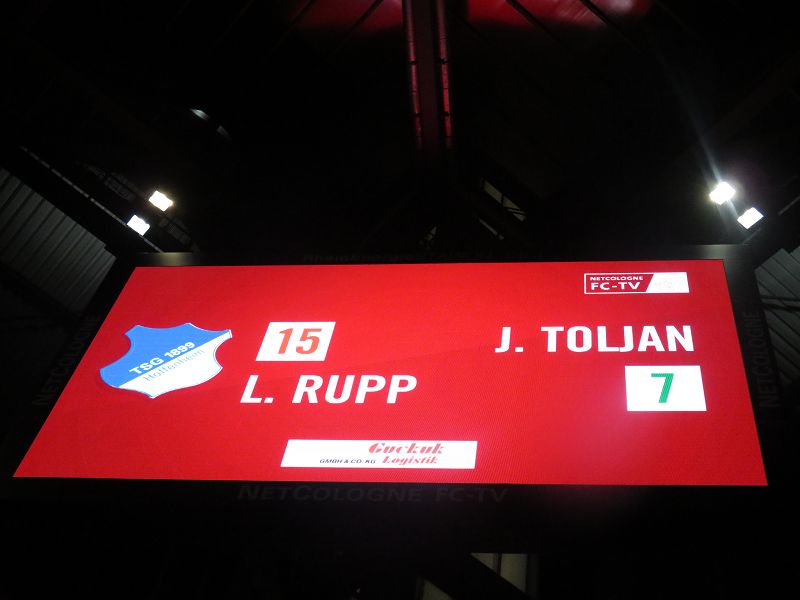 NETCOLOGNE
FC-TV
TSG 1899
Hoffenheim
15
L. RUPP
J. TOLJAN
7
Guckuk
GMBH & CO. KG Logistik
NETCOLOGNE FC-TV